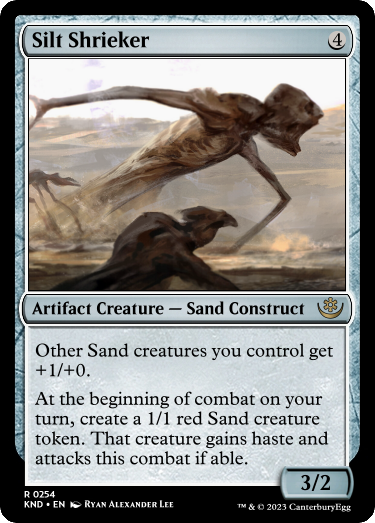 Silt Shrieker 4
Artifact Creature — Sand Construct
Other Sand creatures you control get
+1/+0.
At the beginning of combat on your
turn, create a 1/1 red Sand creature
token. That creature gains haste and
attacks this combat if able.
3/2
R 0254
KND • EN Ryan Alexander Lee
™ & © 2023 CanterburyEgg